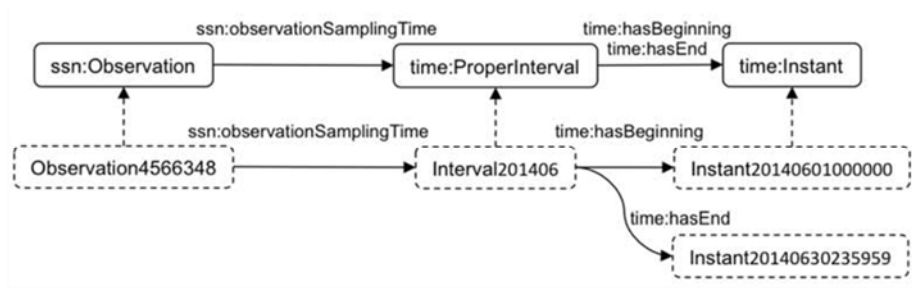 ssn:observationSamplingTime
time:hasBeginning
time:hasEnd
ssn:Observation
time:ProperInterval
time:Instant
ssn:observationSamplingTime
time:hasBeginning
Observation4566348
Interval201406
Instant20140601000000
time:hasEnd
Instant20140630235959